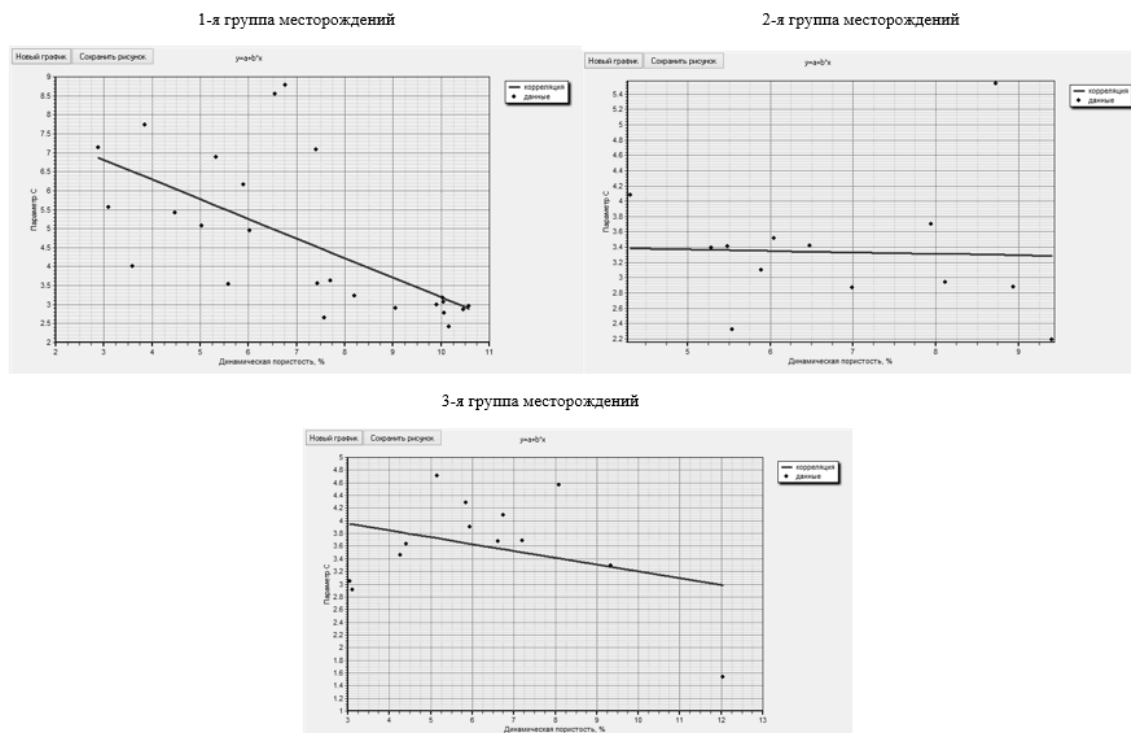 1-я группа месторождений
2-я группа месторождений
Новый график Сохранить рисунок y=a+b*x
корреляция
данные
Параметр С
9
8.5
8
7.5
7
6.5
6
5.5
5
4.5
4
3.5
3
2.5
2
2 3 4 5 6 7 8 9 10 11
Динамическая пористость, %
Новый график Сохранить рисунок y=a+b*x
корреляция
данные
Параметр С
5.4
5.2
5
4.8
4.6
4.4
4.2
4
3.8
3.6
3.4
3.2
3
2.8
2.6
2.4
2.2
5 6 7 8 9
Динамическая пористость, %
3-я группа месторождений
Новый график Сохранить рисунок y=a+b*x
корреляция
данные
Параметр С
5
4.8
4.6
4.4
4.2
4
3.8
3.6
3.4
3.2
3
2.8
2.6
2.4
2.2
2
1.8
1.6
1.4
1.2
1
3 4 5 6 7 8 9 10 11 12 13
Динамическая пористость, %